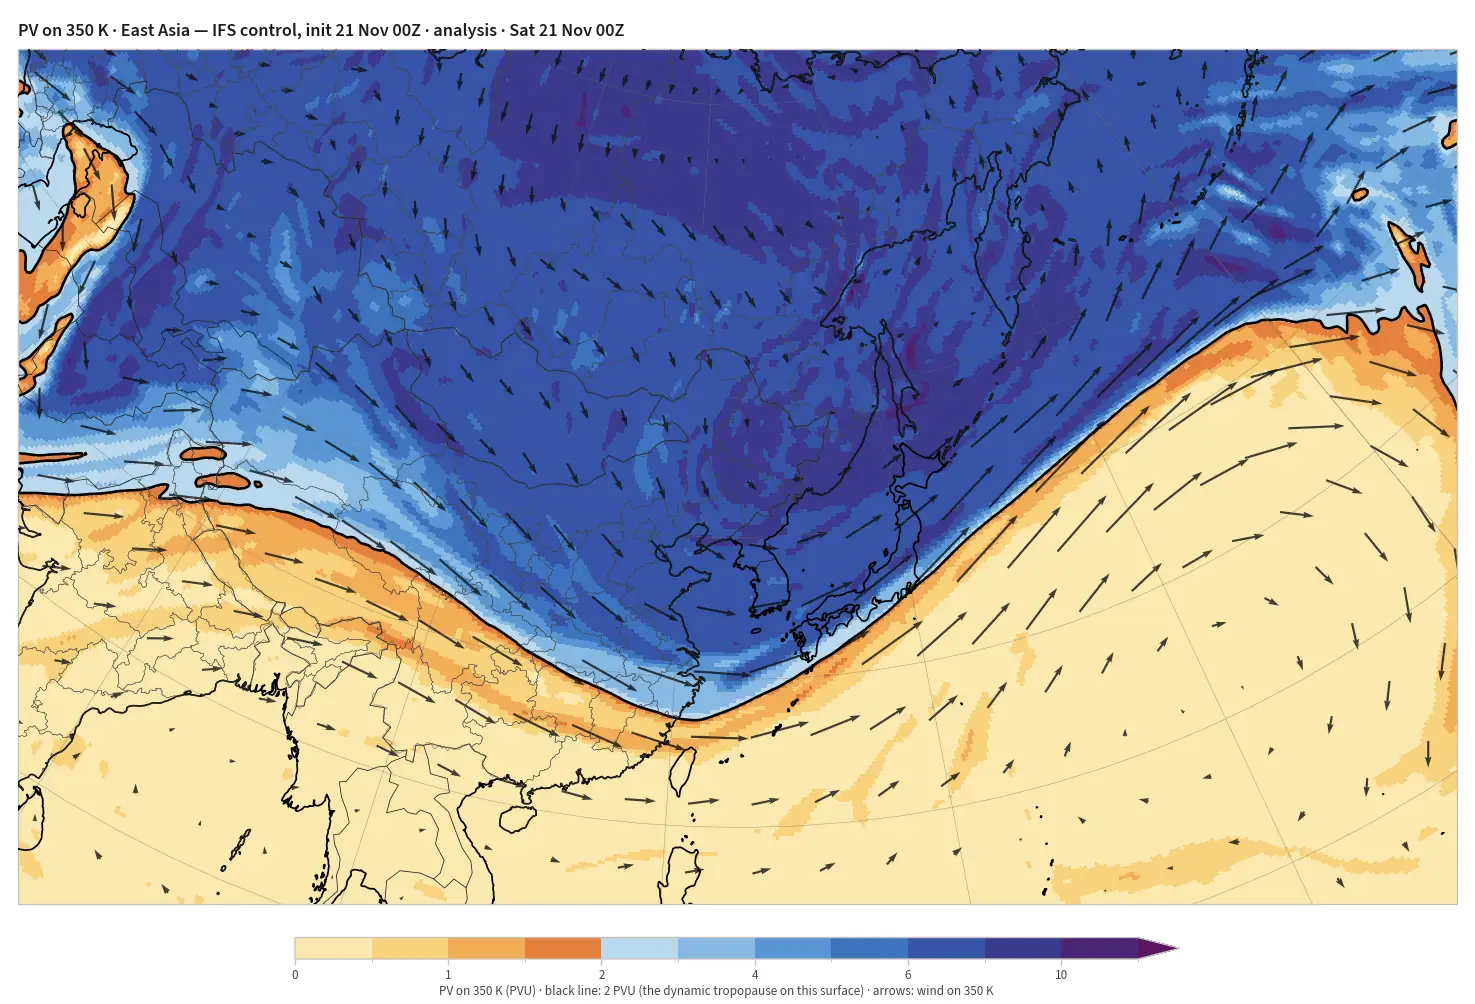 PV on 350 K · East Asia — IFS control, init 21 Nov 00Z · analysis · Sat 21 Nov 00Z
0 1 2 4 6 10
PV on 350 K (PVU) · black line: 2 PVU (the dynamic tropopause on this surface) · arrows: wind on 350 K